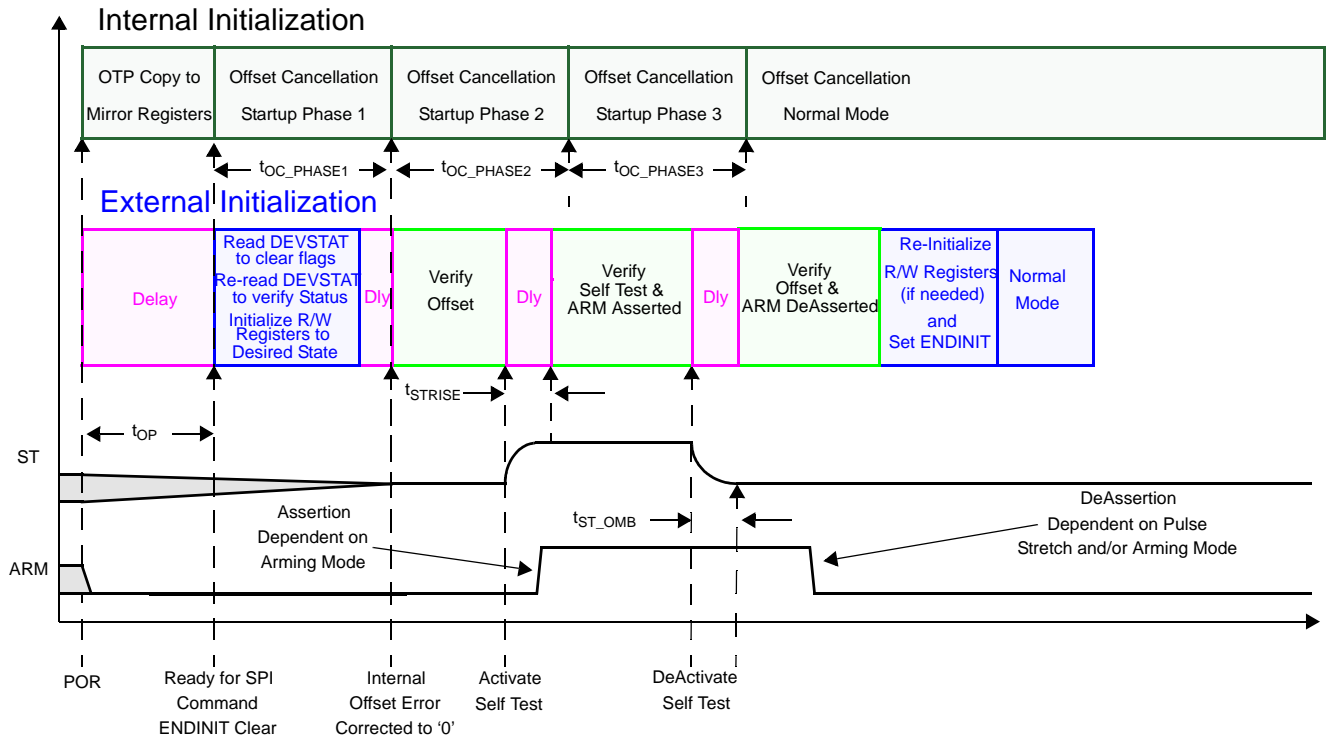 Internal Initialization
OTP Copy to
Mirror Registers
Offset Cancellation
Startup Phase 1
Offset Cancellation
Startup Phase 2
Offset Cancellation
Startup Phase 3
Offset Cancellation
Normal Mode
tOC_PHASE1
tOC_PHASE2
tOC_PHASE3
External Initialization
Delay
Read DEVSTAT
to clear flags
Re-read DEVSTAT
to verify Status
Initialize R/W
Registers to
Desired State
Dly
Verify
Offset
Dly
Verify
Self Test &
ARM Asserted
Dly
Verify
Offset &
ARM DeAsserted
Re-Initialize
R/W Registers
(if needed)
and
Set ENDINIT
Normal
Mode
tSTRISE
tOP
ST
Assertion
Dependent on
Arming Mode
tST_OMB
DeAssertion
Dependent on Pulse
Stretch and/or Arming Mode
ARM
POR
Ready for SPI
Command
ENDINIT Clear
Internal
Offset Error
Corrected to ‘0’
Activate
Self Test
DeActivate
Self Test